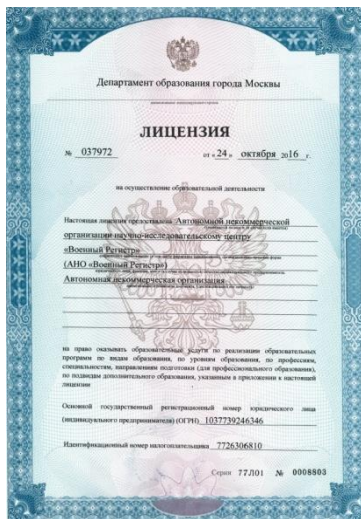 Департамент образования города Москвы
ЛИЦЕНЗИЯ
№ 037972 от « 24 » октября 2016 г.
на осуществление образовательной деятельности
Настоящая лицензия предоставлена Автономной некоммерческой
организации научно-исследовательскому центру
«Военный Регистр»
(АНО «Военный Регистр»)
Автономная некоммерческая организация
на право оказывать образовательные услуги по реализации образовательных
программ по видам образования, по уровням образования, по профессиям,
специальностям, направлениям подготовки (для профессионального образования),
по подвидам дополнительного образования, указанным в приложении к настоящей
лицензии
Основной государственный регистрационный номер юридического лица
(индивидуального предпринимателя) (ОГРН) 1037739246346
Идентификационный номер налогоплательщика 7726306810
Серия 77Л01 № 0008803